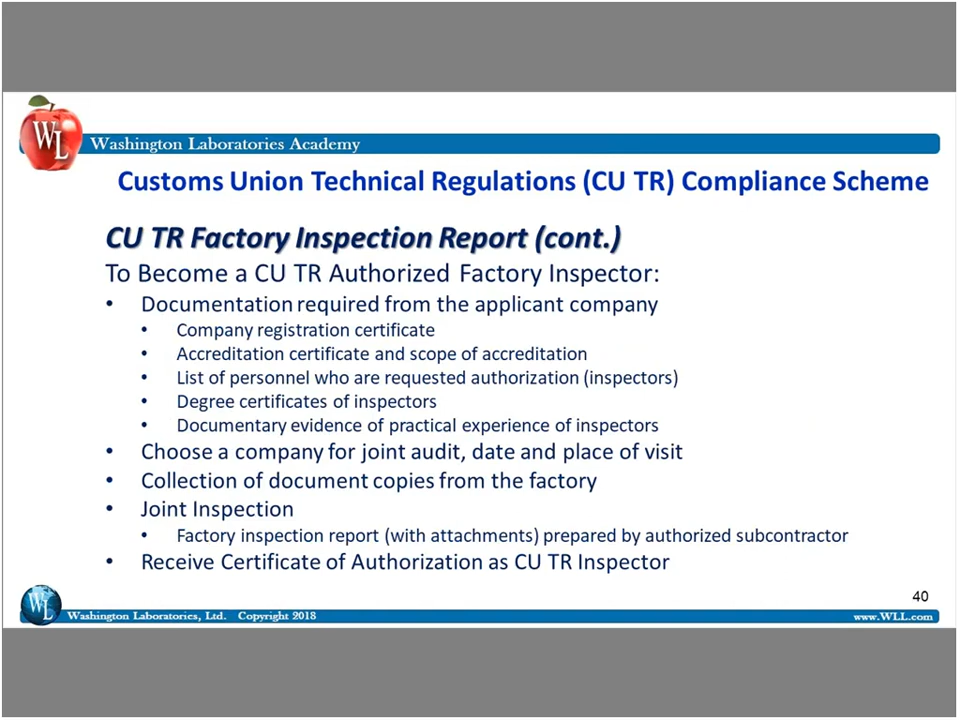 WL
Washington Laboratories Academy
Customs Union Technical Regulations (CU TR) Compliance Scheme
CU TR Factory Inspection Report (cont.)
To Become a CU TR Authorized Factory Inspector:
• Documentation required from the applicant company
• Company registration certificate
• Accreditation certificate and scope of accreditation
• List of personnel who are requested authorization (inspectors)
• Degree certificates of inspectors
• Documentary evidence of practical experience of inspectors
• Choose a company for joint audit, date and place of visit
• Collection of document copies from the factory
• Joint Inspection
• Factory inspection report (with attachments) prepared by authorized subcontractor
• Receive Certificate of Authorization as CU TR Inspector
40
WL
Washington Laboratories, Ltd. Copyright 2018
www.WLL.com